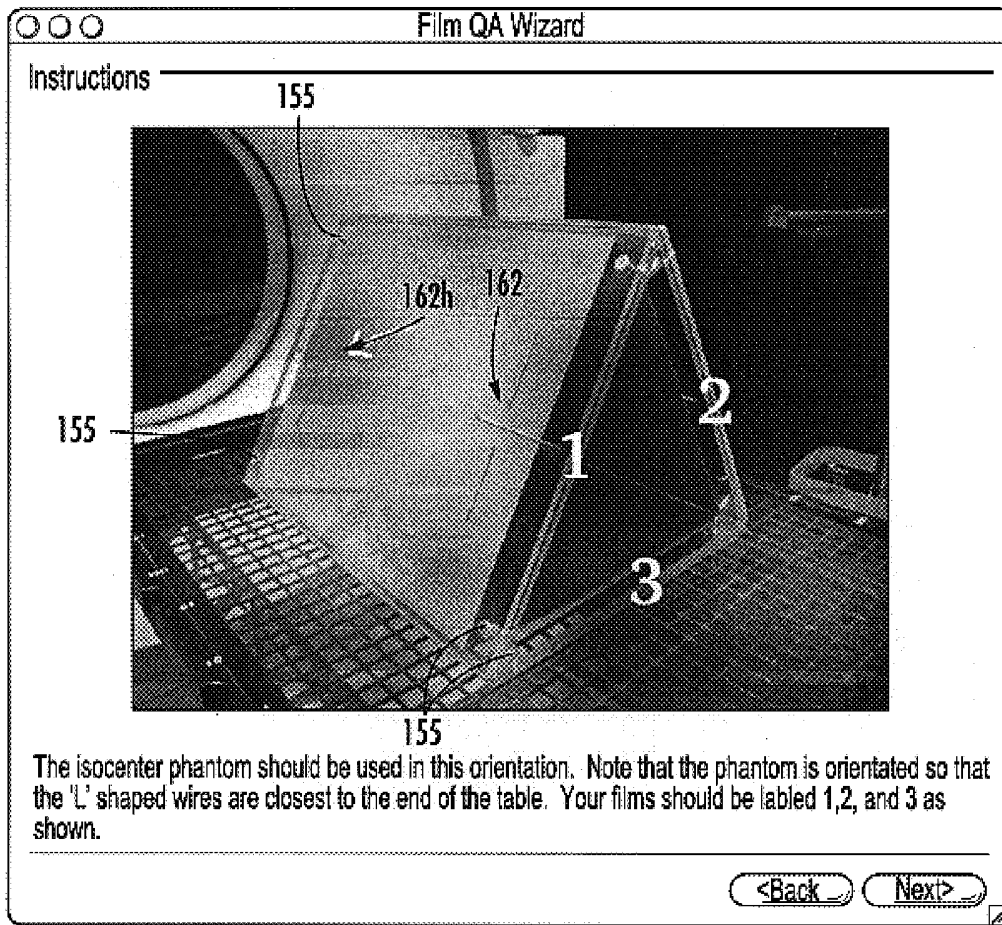 Film QA Wizard
Instructions
155
162h
162
155
1
2
3
155
The isocenter phantom should be used in this orientation. Note that the phantom is orientated so that
the 'L' shaped wires are closest to the end of the table. Your films should be labled 1,2, and 3 as
shown.
<Back
Next>